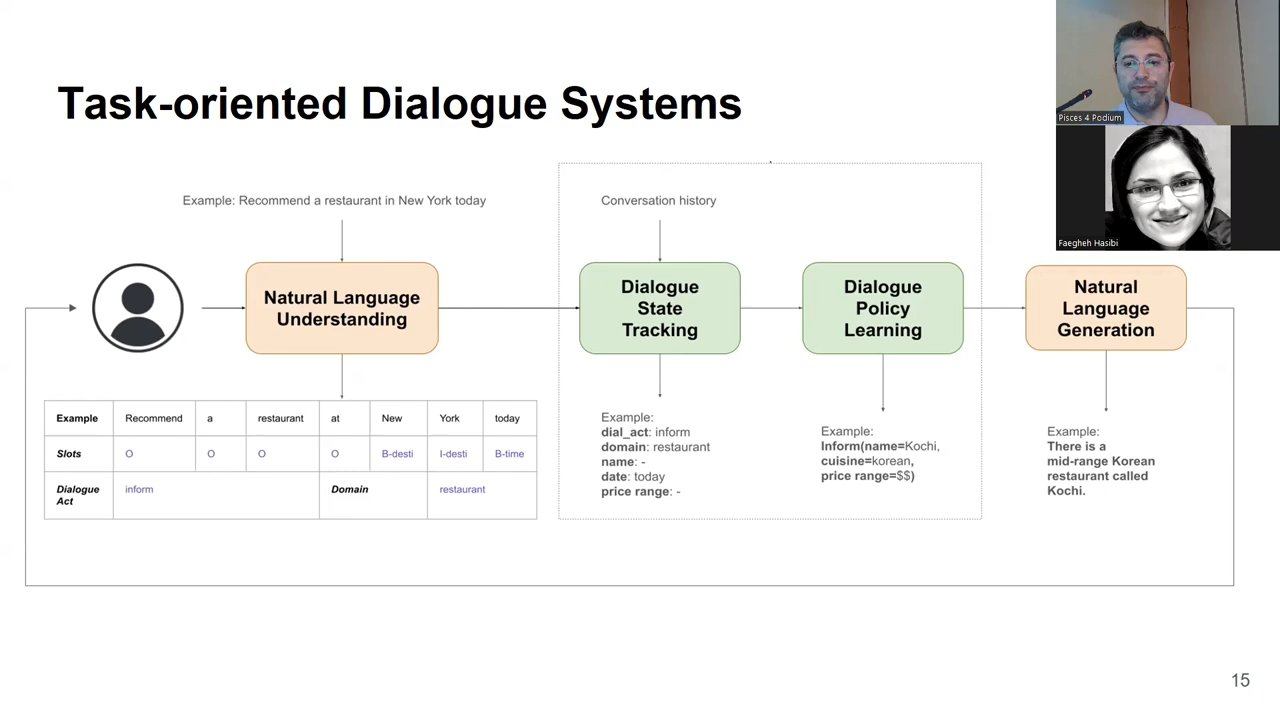 Task-oriented Dialogue Systems
Pisces 4 Podium
Faegheh Hasibi
Example: Recommend a restaurant in New York today
Conversation history
Natural Language
Understanding
Dialogue
State
Tracking
Dialogue
Policy
Learning
Natural
Language
Generation
Example Recommend a restaurant at New York today
Slots O O O O B-desti I-desti B-time
Dialogue
Act
inform
Domain
restaurant
Example:
dial_act: inform
domain: restaurant
name: -
date: today
price range: -
Example:
Inform(name=Kochi,
cuisine=korean,
price range=$$)
Example:
There is a
mid-range Korean
restaurant called
Kochi.
15